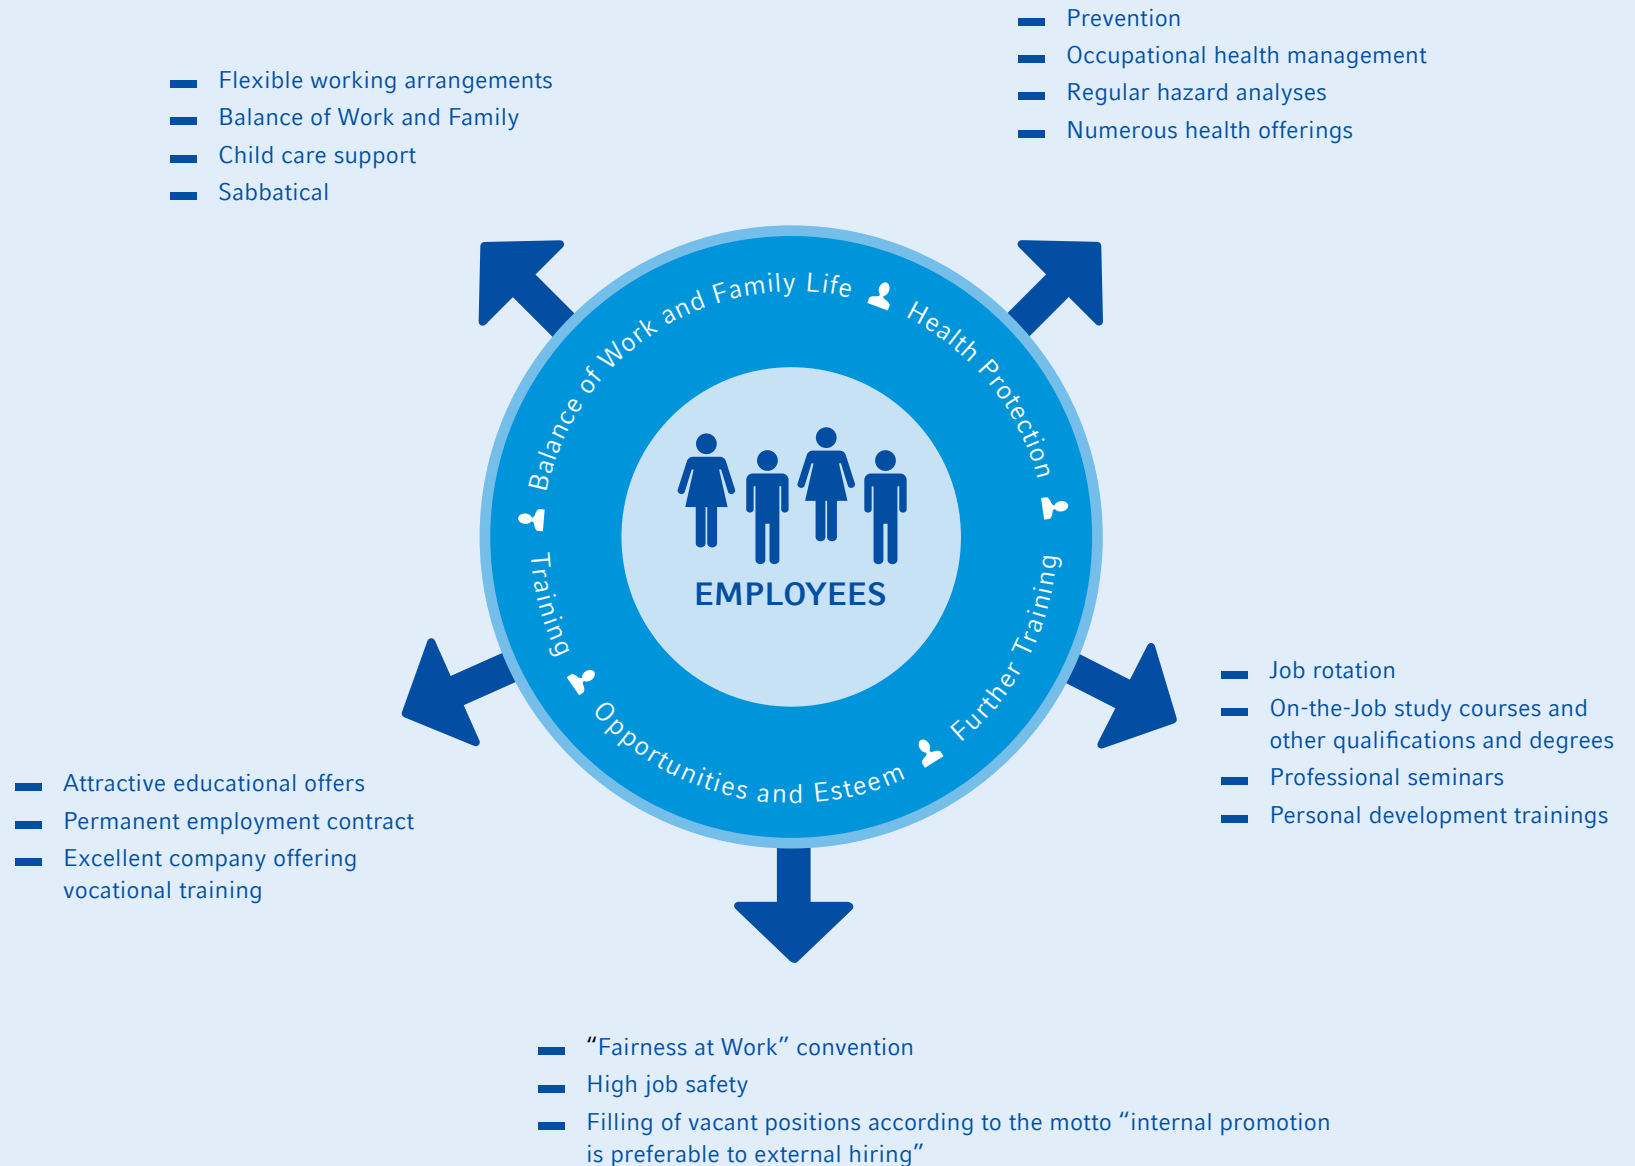 Prevention
Occupational health management
Regular hazard analyses
Numerous health offerings
Flexible working arrangements
Balance of Work and Family
Child care support
Sabbatical
Balance of Work and Family Life
Health Protection
Further Training
Opportunities and Esteem
Training
EMPLOYEES
Job rotation
On-the-Job study courses and
other qualifications and degrees
Professional seminars
Personal development trainings
Attractive educational offers
Permanent employment contract
Excellent company offering
vocational training
“Fairness at Work” convention
High job safety
Filling of vacant positions according to the motto “internal promotion
is preferable to external hiring”